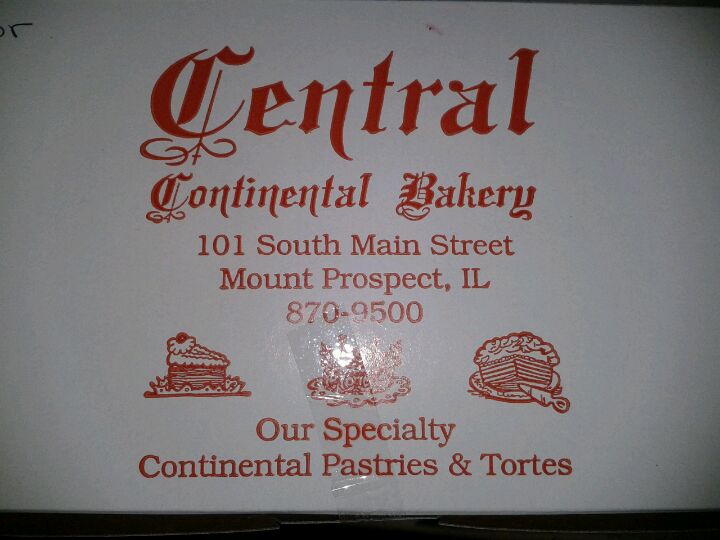 Central
Continental Bakery
101 South Main Street
Mount Prospect, IL
870-9500
Our Specialty
Continental Pastries & Tortes